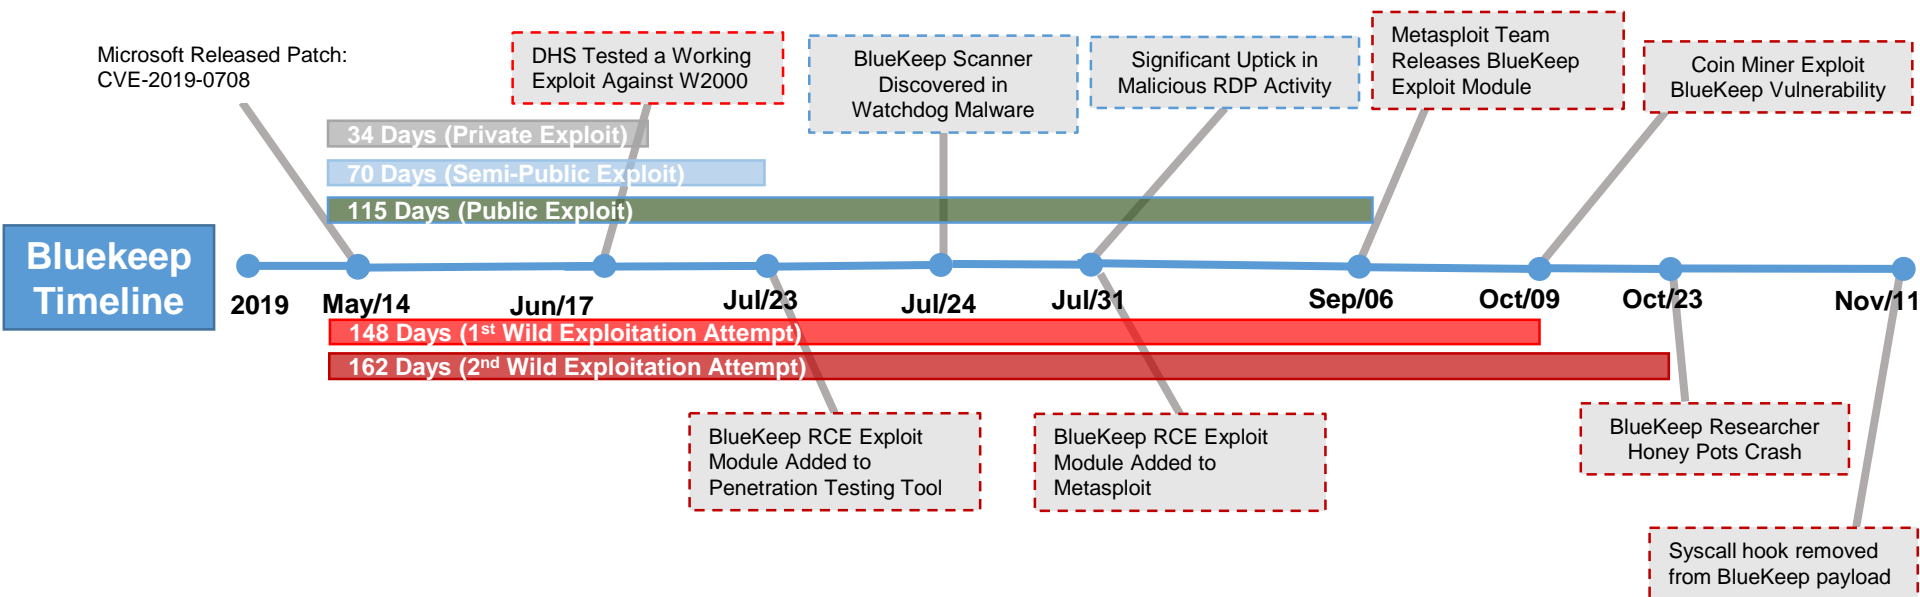 Microsoft Released Patch:
CVE-2019-0708
DHS Tested a Working
Exploit Against W2000
BlueKeep Scanner
Discovered in
Watchdog Malware
Significant Uptick in
Malicious RDP Activity
Metasploit Team
Releases BlueKeep
Exploit Module
Coin Miner Exploit
BlueKeep Vulnerability
34 Days (Private Exploit)
70 Days (Semi-Public Exploit)
115 Days (Public Exploit)
Bluekeep
Timeline
2019 May/14 Jun/17 Jul/23 Jul/24 Jul/31 Sep/06 Oct/09 Oct/23 Nov/11
148 Days (1st Wild Exploitation Attempt)
162 Days (2nd Wild Exploitation Attempt)
BlueKeep RCE Exploit
Module Added to
Penetration Testing Tool
BlueKeep RCE Exploit
Module Added to
Metasploit
BlueKeep Researcher
Honey Pots Crash
Syscall hook removed
from BlueKeep payload